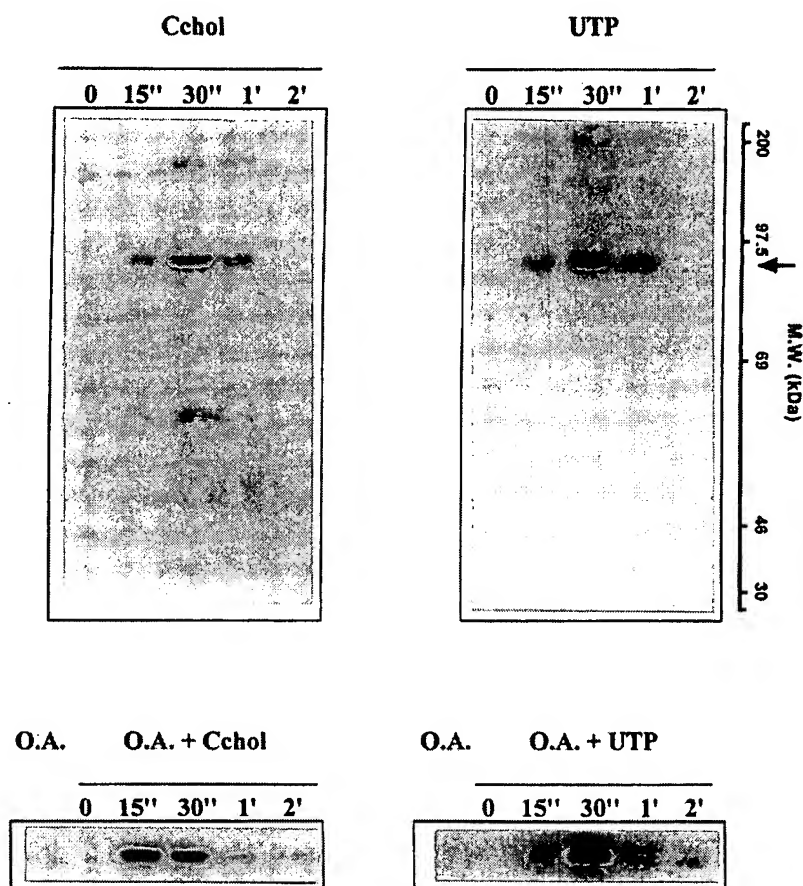 Cchol UTP
0 15'' 30'' 1' 2' 0 15'' 30'' 1' 2'
200
97.5
69
46
30
M.W. (kDa)
O.A. O.A. + Cchol O.A. O.A. + UTP
0 15'' 30'' 1' 2' 0 15'' 30'' 1' 2'